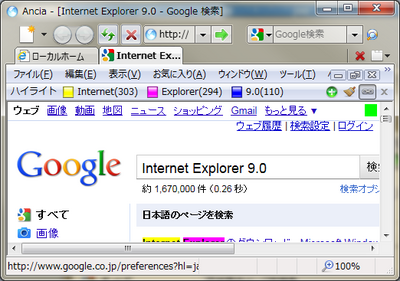 Ancia - [Internet Explorer 9.0 - Google 検索]
http://
Google検索
ローカルホーム
Internet Ex...
ファイル(F) 編集(E) 表示(V) お気に入り(A) ウィンドウ(W) ツール(T)
ハイライト Internet(303) Explorer(294) 9.0(110)
ウェブ 画像 動画 地図 ニュース ショッピング Gmail もっと見る ▼
ウェブ履歴 | 検索設定 | ログイン
Google
Internet Explorer 9.0
検索
約 1,670,000 件 (0.26 秒)
検索オプ
すべて
画像
日本語のページを検索
Internet Explorer のダウンロード - Microsoft Window
http://www.google.co.jp/preferences?hl=ja
100%